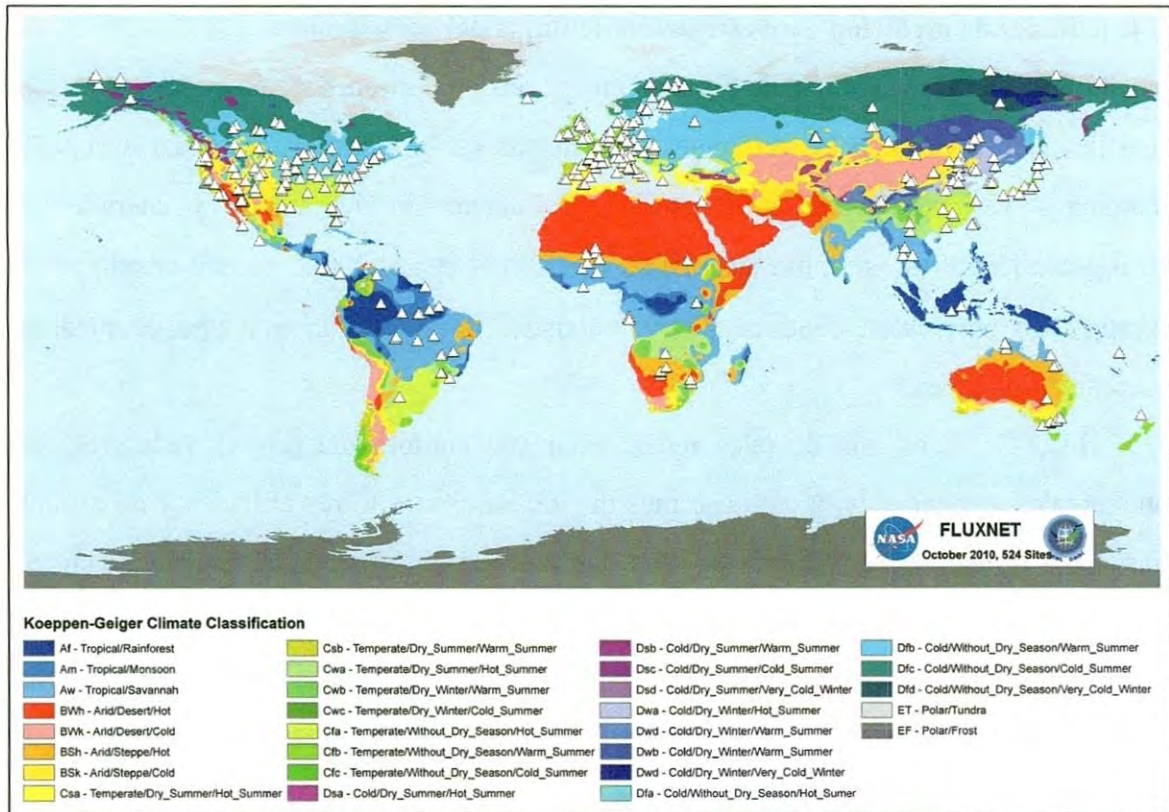 NASA
FLUXNET
October 2010, 524 Sites
Koeppen-Geiger Climate Classification
Af - Tropical/Rainforest
Am - Tropical/Monsoon
Aw - Tropical/Savannah
BWh - Arid/Desert/Hot
BWk - Arid/Desert/Cold
BSh - Arid/Steppe/Hot
BSk - Arid/Steppe/Cold
Csa - Temperate/Dry_Summer/Hot_Summer
Csb - Temperate/Dry_Summer/Warm_Summer
Cwa - Temperate/Dry_Summer/Hot_Summer
Cwb - Temperate/Dry_Winter/Warm_Summer
Cwc - Temperate/Dry_Winter/Cold_Summer
Cfa - Temperate/Without_Dry_Season/Hot_Summer
Cfb - Temperate/Without_Dry_Season/Warm_Summer
Cfc - Temperate/Without_Dry_Season/Cold_Summer
Dsa - Cold/Dry_Summer/Hot_Summer
Dsb - Cold/Dry_Summer/Warm_Summer
Dsc - Cold/Dry_Summer/Cold_Summer
Dsd - Cold/Dry_Summer/Very_Cold_Winter
Dwa - Cold/Dry_Winter/Hot_Summer
Dwd - Cold/Dry_Winter/Warm_Summer
Dwb - Cold/Dry_Winter/Warm_Summer
Dwd - Cold/Dry_Winter/Very_Cold_Winter
Dfa - Cold/Without_Dry_Season/Hot_Sumer
Dfb - Cold/Without_Dry_Season/Warm_Summer
Dfc - Cold/Without_Dry_Season/Cold_Summer
Dfd - Cold/Without_Dry_Season/Very_Cold_Winter
ET - Polar/Tundra
EF - Polar/Frost